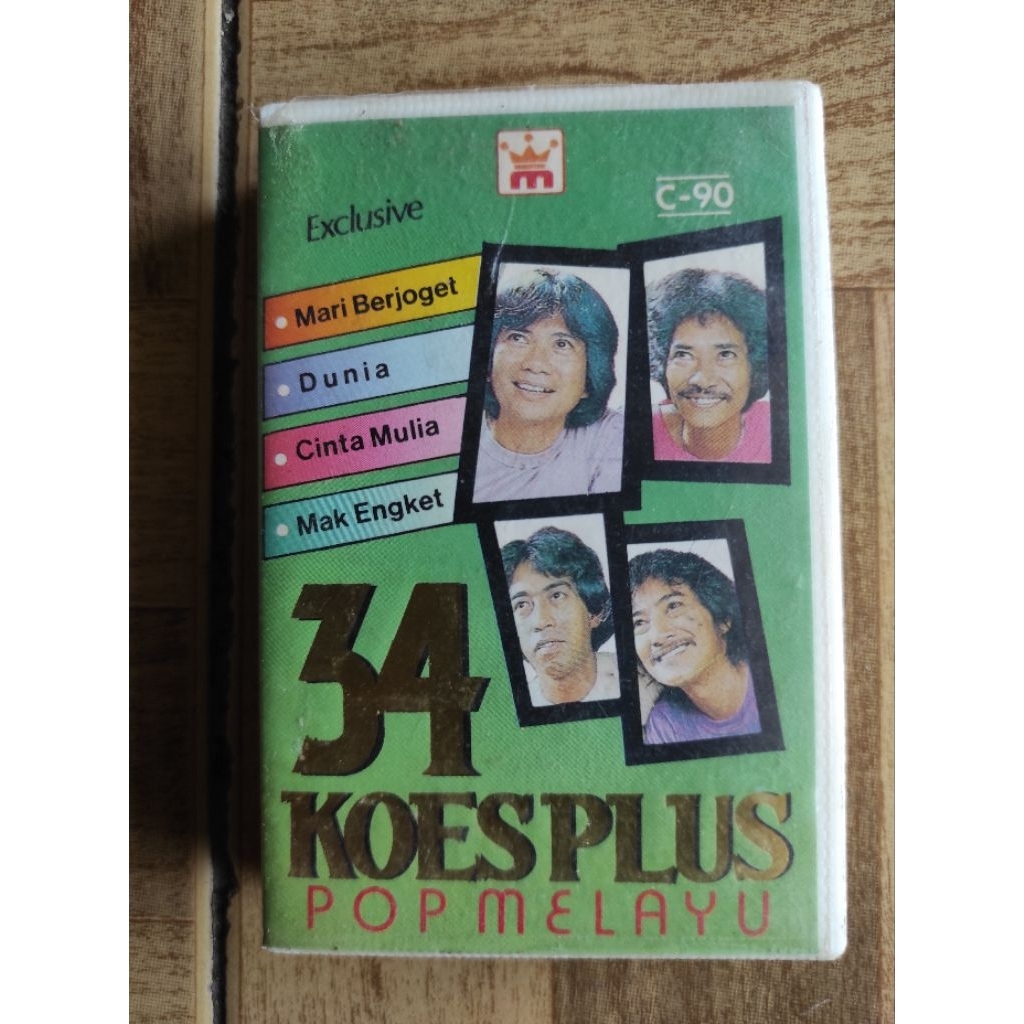 m
Exclusive
C-90
• Mari Berjoget
• Dunia
• Cinta Mulia
• Mak Engket
34
KOESPLUS
POP MELAYU